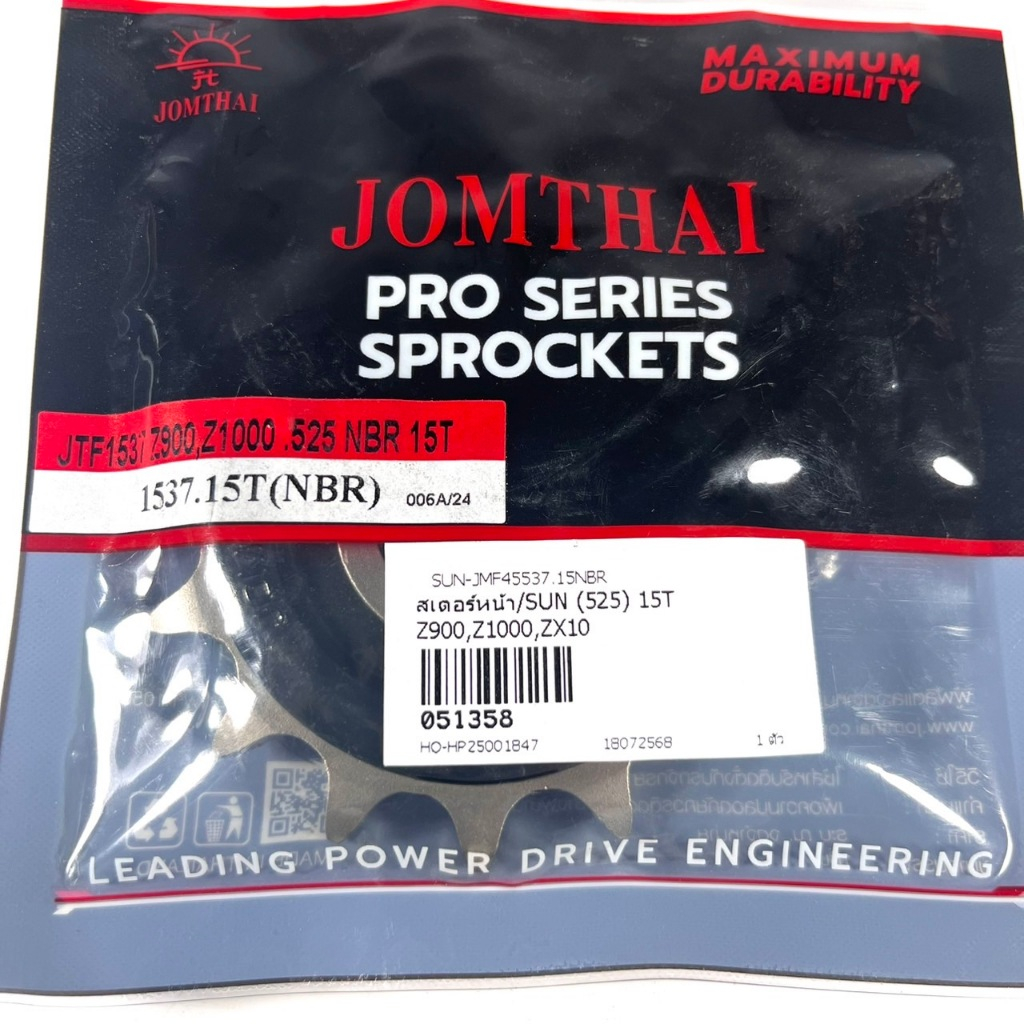 JOMTHAI
MAXIMUM
DURABILITY
JOMTHAI
PRO SERIES
SPROCKETS
JTF1537 Z900,Z1000 .525 NBR 15T
1537.15T(NBR) 006A/24
SUN-JMF45537.15NBR
สเตอร์หน้า/SUN (525) 15T
Z900,Z1000,ZX10
051358
HO-HP25001847 18072568 1 ตัว
LEADING POWER DRIVE ENGINEERING